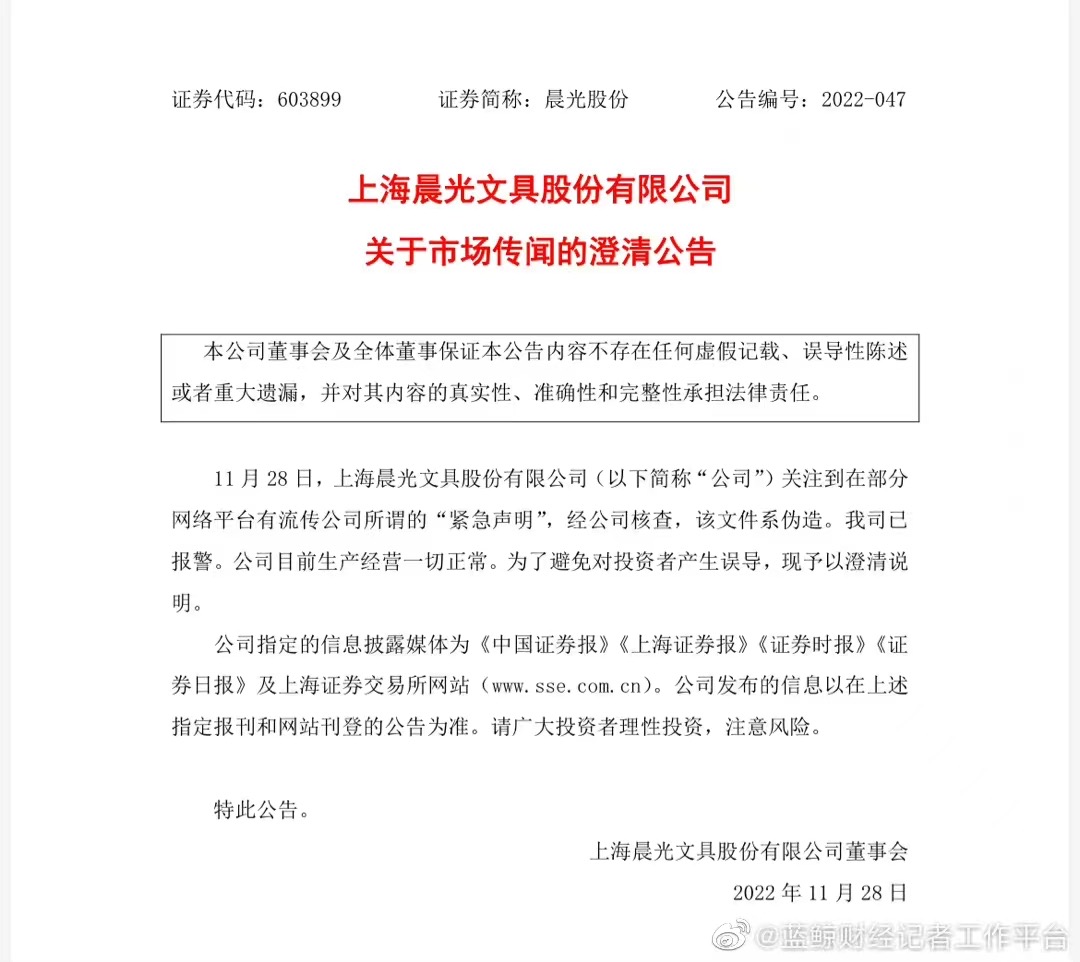 证券代码：603899 证券简称：晨光股份 公告编号：2022-047
上海晨光文具股份有限公司
关于市场传闻的澄清公告
本公司董事会及全体董事保证本公告内容不存在任何虚假记载、误导性陈述
或者重大遗漏，并对其内容的真实性、准确性和完整性承担法律责任。
11 月 28 日，上海晨光文具股份有限公司（以下简称“公司”）关注到在部分
网络平台有流传公司所谓的“紧急声明”，经公司核查，该文件系伪造。我司已
报警。公司目前生产经营一切正常。为了避免对投资者产生误导，现予以澄清说
明。
公司指定的信息披露媒体为《中国证券报》《上海证券报》《证券时报》《证
券日报》及上海证券交易所网站（www.sse.com.cn）。公司发布的信息以在上述
指定报刊和网站刊登的公告为准。请广大投资者理性投资，注意风险。
特此公告。
上海晨光文具股份有限公司董事会
2022 年 11 月 28 日
@蓝鲸财经记者工作平台